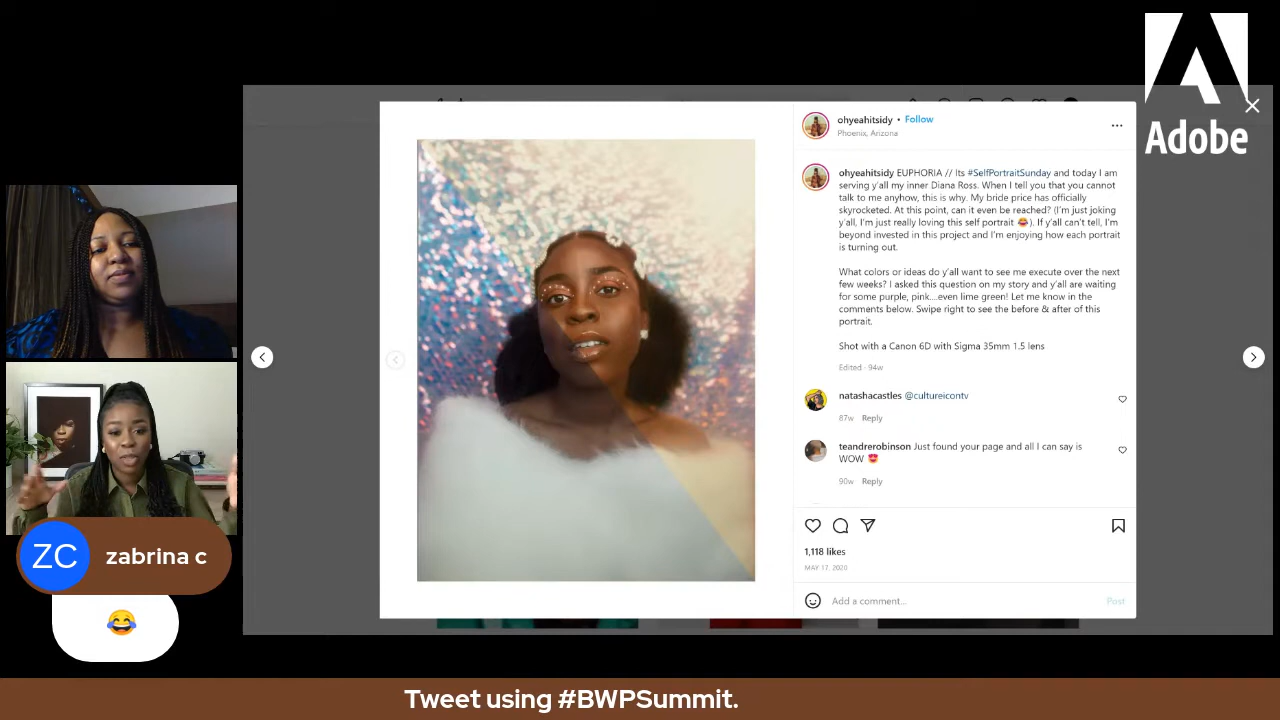 Adobe
ohyeahitsidy • Follow
Phoenix, Arizona
ohyeahitsidy EUPHORIA // Its #SelfPortraitSunday and today I am
serving y'all my inner Diana Ross. When I tell you that you cannot
talk to me anyhow, this is why. My bride price has officially
skyrocketed. At this point, can it even be reached? (I'm just joking
y'all, I'm just really loving this self portrait 😂). If y'all can't tell, I'm
beyond invested in this project and I'm enjoying how each portrait
is turning out.
What colors or ideas do y'all want to see me execute over the next
few weeks? I asked this question on my story and y'all are waiting
for some purple, pink....even lime green! Let me know in the
comments below. Swipe right to see the before & after of this
portrait.
Shot with a Canon 6D with Sigma 35mm 1.5 lens
Edited · 94w
natashacastles @cultureicontv
87w Reply
teandrerobinson Just found your page and all I can say is
WOW 😍
90w Reply
1,118 likes
MAY 17, 2020
Add a comment...
Post
ZC zabrina c
😂
Tweet using #BWPSummit.